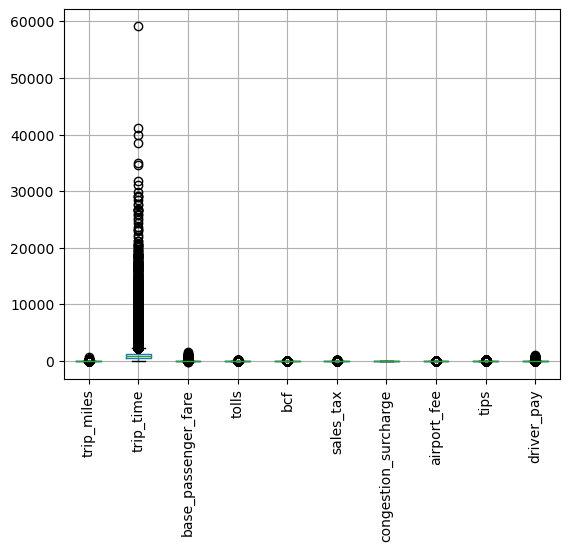 60000
50000
40000
30000
20000
10000
0
trip_miles
trip_time
base_passenger_fare
tolls
bcf
sales_tax
congestion_surcharge
airport_fee
tips
driver_pay